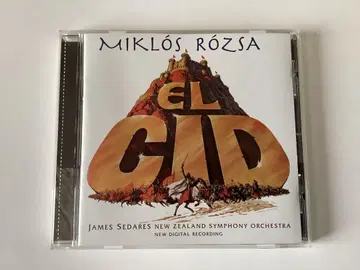 MIKLÓS RÓZSA
EL
CID
JAMES SEDARES NEW ZEALAND SYMPHONY ORCHESTRA
NEW DIGITAL RECORDING